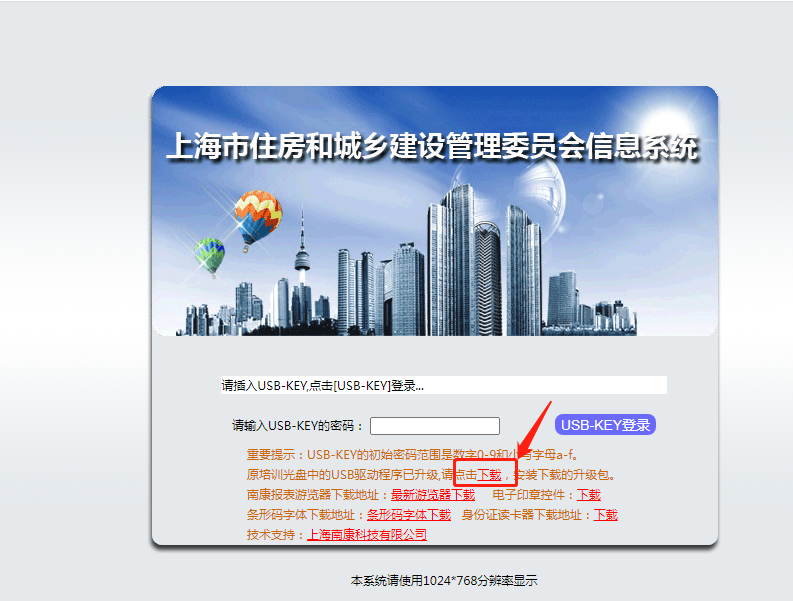 上海市住房和城乡建设管理委员会信息系统
请插入USB-KEY,点击[USB-KEY]登录...
请输入USB-KEY的密码： USB-KEY登录
重要提示：USB-KEY的初始密码范围是数字0-9和小写字母a-f。
原培训光盘中的USB驱动程序已升级,请点击下载，安装下载的升级包。
南康报表游览器下载地址：最新游览器下载 电子印章控件：下载
条形码字体下载地址：条形码字体下载 身份证读卡器下载地址：下载
技术支持：上海南康科技有限公司
本系统请使用1024*768分辨率显示